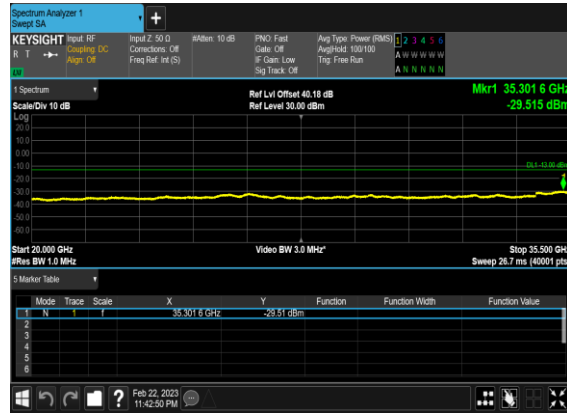 Spectrum Analyzer 1
Swept SA
+
KEYSIGHT Input: RF Input Z: 50 Ω #Atten: 10 dB PNO: Fast Avg Type: Power (RMS) 1 2 3 4 5 6
R T Coupling: DC Corrections: Off Gate: Off Avg|Hold: 100/100 A W W W W W
Align: Off Freq Ref: Int (S) IF Gain: Low Trig: Free Run
LXI Sig Track: Off A N N N N N
1 Spectrum Ref Lvl Offset 40.18 dB Mkr1 35.301 6 GHz
Scale/Div 10 dB Ref Level 30.00 dBm -29.515 dBm
Log
20.0
10.0
0.00
-10.0 DL1 -13.00 dBm
-20.0 1
-30.0
-40.0
-50.0
-60.0
Start 20.000 GHz Video BW 3.0 MHz* Stop 35.500 GHz
#Res BW 1.0 MHz Sweep 26.7 ms (40001 pts
5 Marker Table
Mode Trace Scale X Y Function Function Width Function Value
1 N 1 f 35.301 6 GHz -29.51 dBm
2
3
4
5
6
? Feb 22, 2023
11:42:50 PM